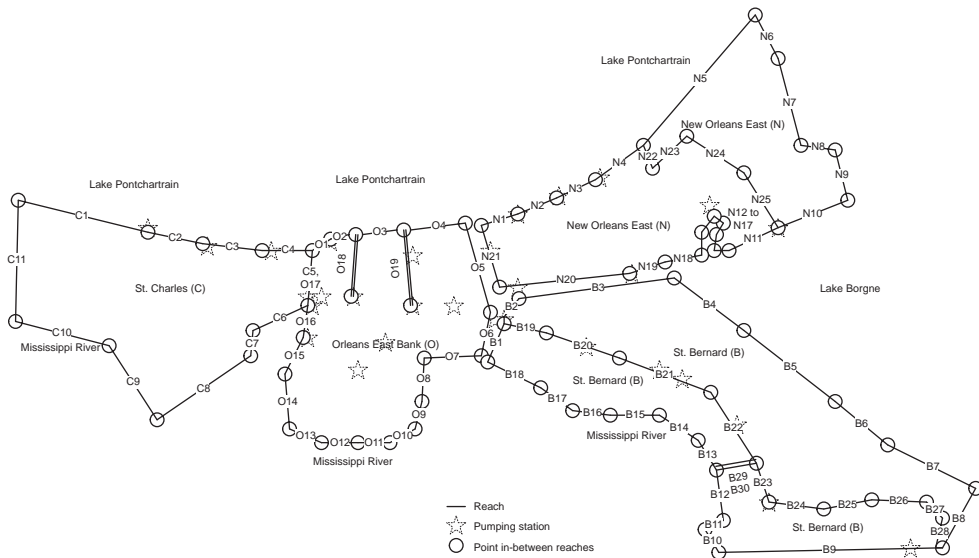 N6
Lake Pontchartrain
N5
N7
New Orleans East (N)
N8
N22
N23
N24
N4
N9
Lake Pontchartrain
Lake Pontchartrain
N3
N25
N2
N10
C1
N1
N12 to
N17
New Orleans East (N)
O4
O3
O2
O1
C2
C3
C4
N11
N21
C11
O5
C5,
O17
O18
O19
N18
N19
N20
B3
St. Charles (C)
Lake Borgne
B2
B4
C6
O16
C10
Mississippi River
C7
O6
B1
B19
B20
Orleans East Bank (O)
St. Bernard (B)
O15
O7
B5
C8
C9
O8
B18
St. Bernard (B)
B21
B17
O14
O9
B16
B15
B6
O13
O12
O11
O10
Mississippi River
B14
B22
Mississippi River
B13
B7
B29
B30
B23
B12
Reach
B24
B25
B26
B27
B8
Pumping station
B11
St. Bernard (B)
B28
B10
B9
Point in-between reaches